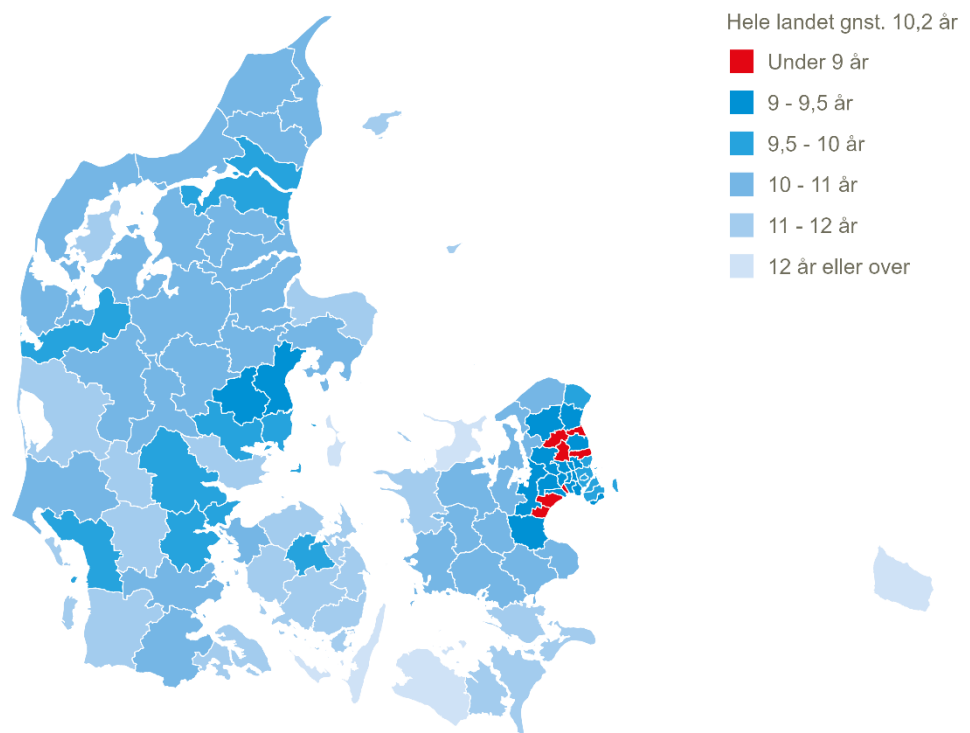 Hele landet gnst. 10,2 år
Under 9 år
9 - 9,5 år
9,5 - 10 år
10 - 11 år
11 - 12 år
12 år eller over